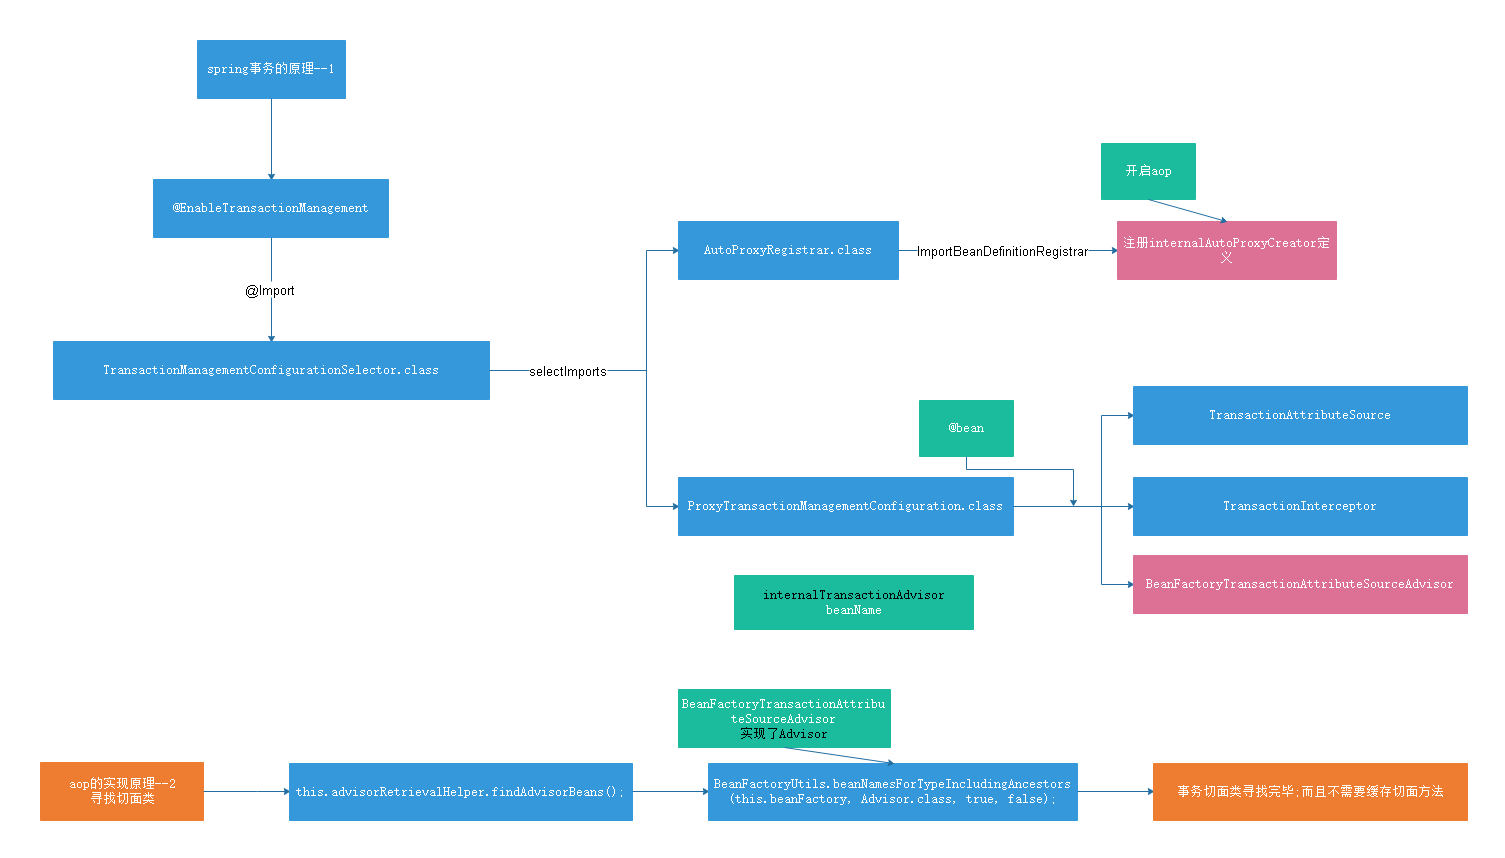 spring事务的原理--1
开启aop
@EnableTransactionManagement
AutoProxyRegistrar.class
ImportBeanDefinitionRegistrar
注册internalAutoProxyCreator定
义
@Import
TransactionManagementConfigurationSelector.class
selectImports
@bean
TransactionAttributeSource
ProxyTransactionManagementConfiguration.class
TransactionInterceptor
BeanFactoryTransactionAttributeSourceAdvisor
internalTransactionAdvisor
beanName
BeanFactoryTransactionAttribu
teSourceAdvisor
实现了Advisor
aop的实现原理--2
寻找切面类
this.advisorRetrievalHelper.findAdvisorBeans();
BeanFactoryUtils.beanNamesForTypeIncludingAncestors
(this.beanFactory, Advisor.class, true, false);
事务切面类寻找完毕;而且不需要缓存切面方法